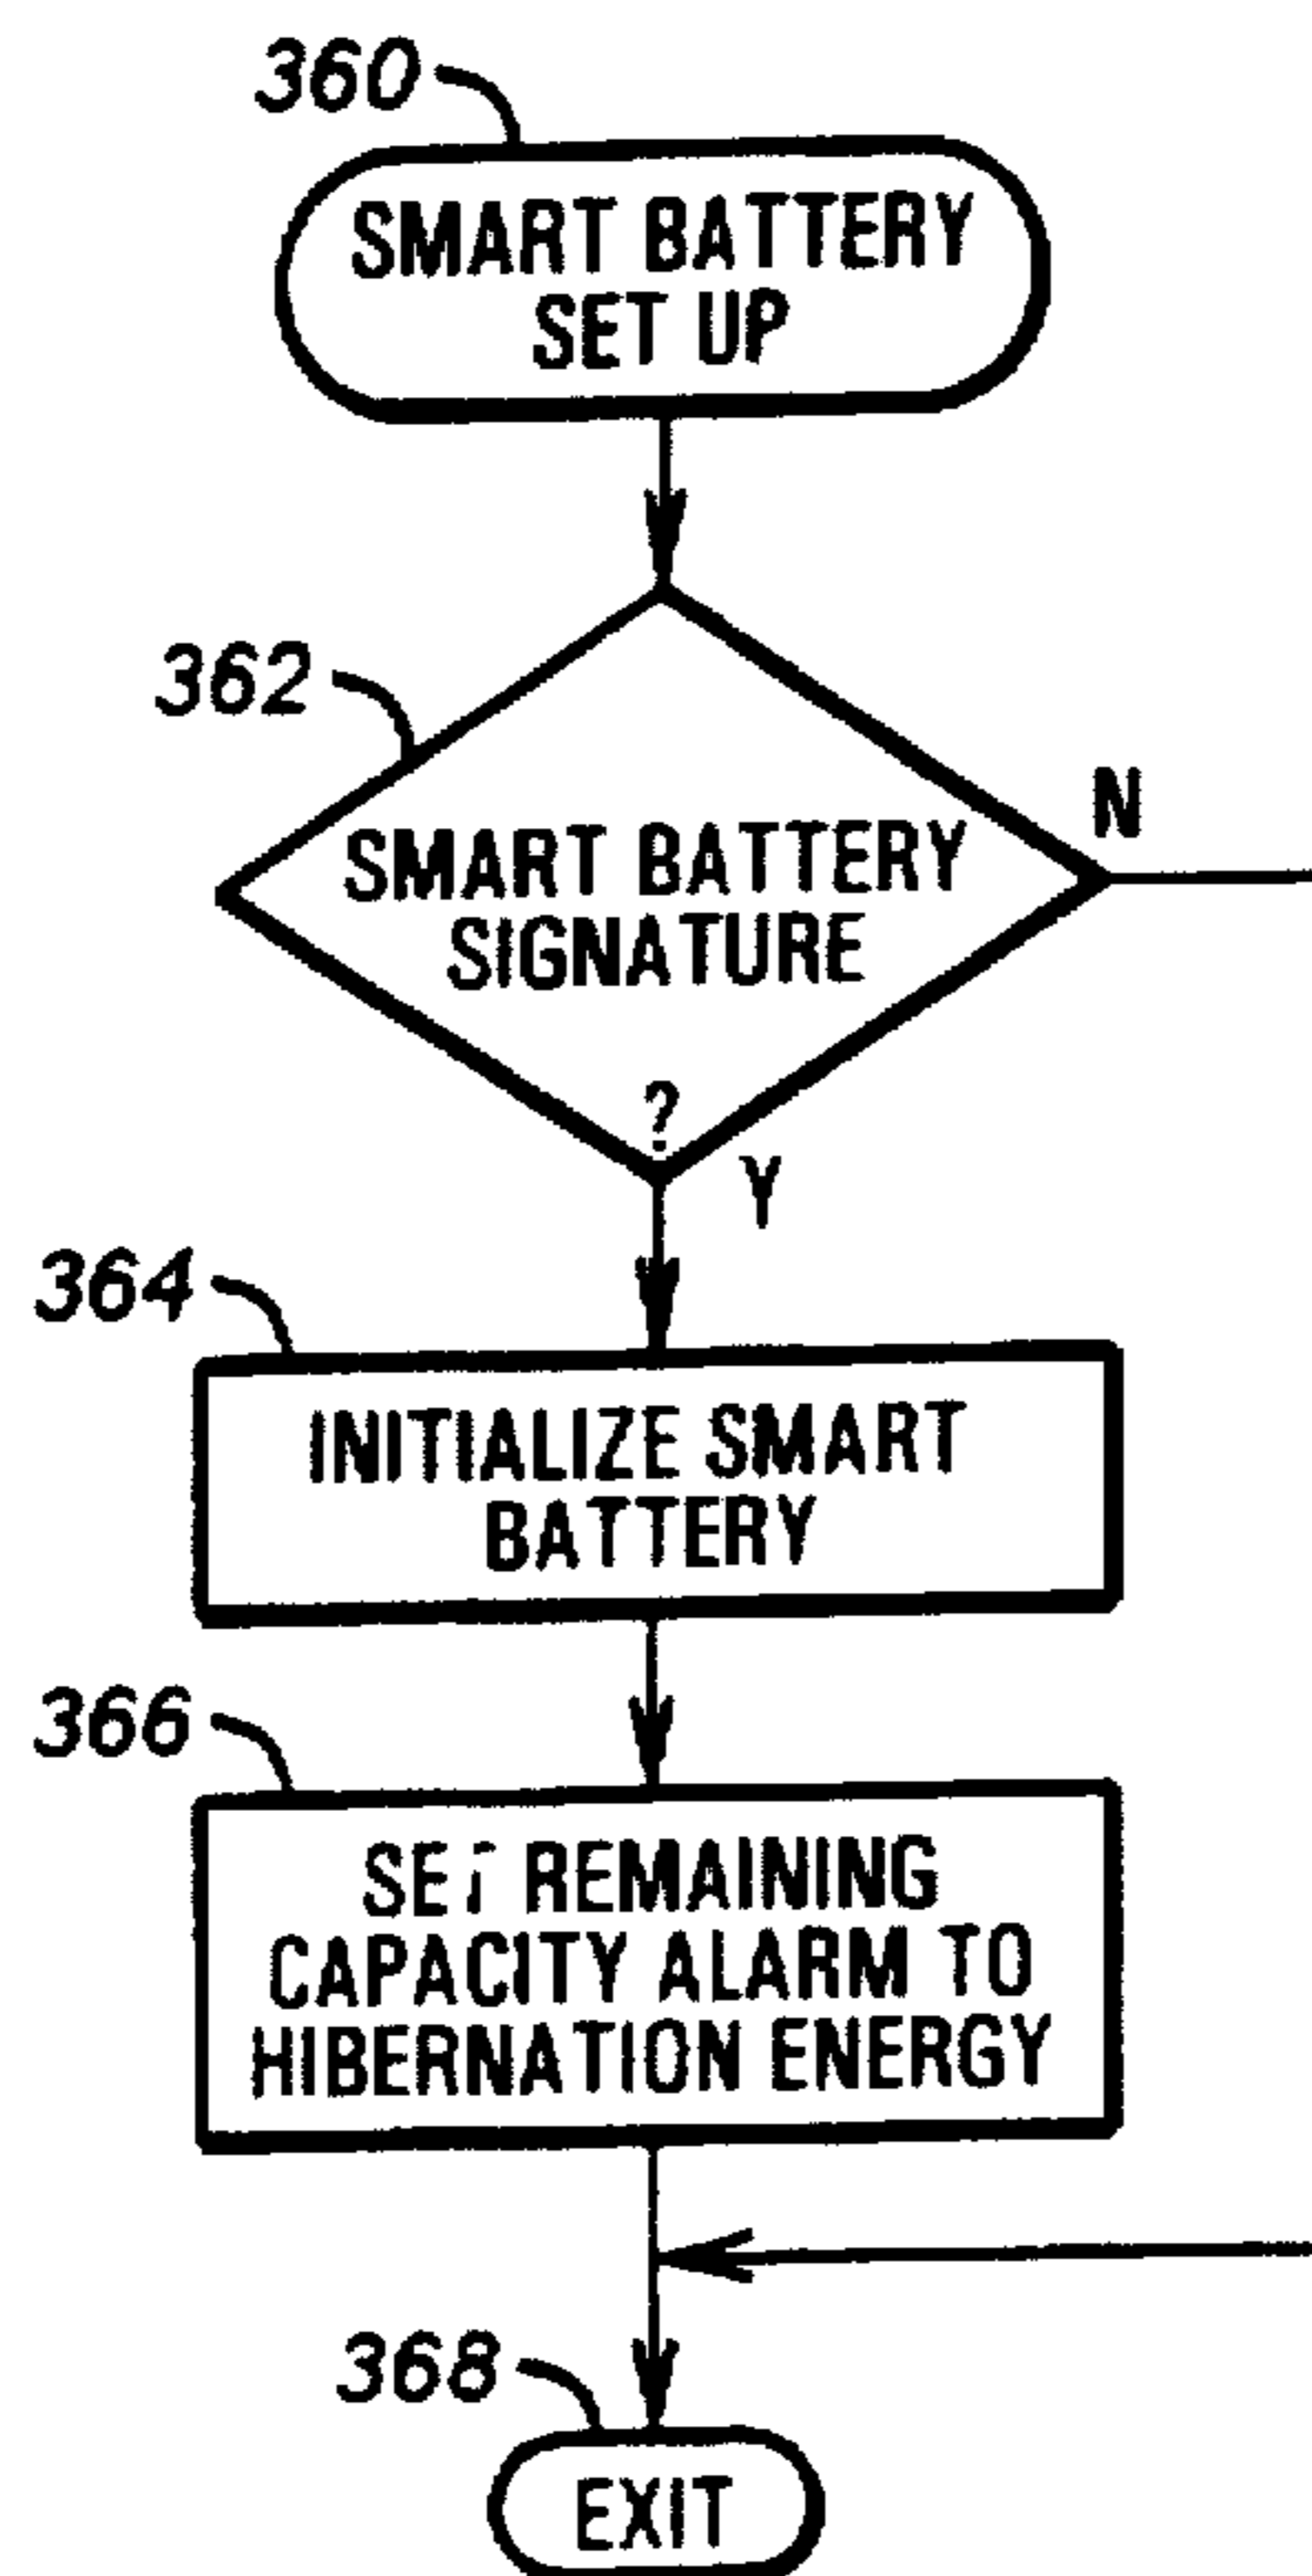 360
SMART BATTERY
SET UP
362
SMART BATTERY
SIGNATURE
?
N
Y
364
INITIALIZE SMART
BATTERY
366
SET REMAINING
CAPACITY ALARM TO
HIBERNATION ENERGY
368
EXIT